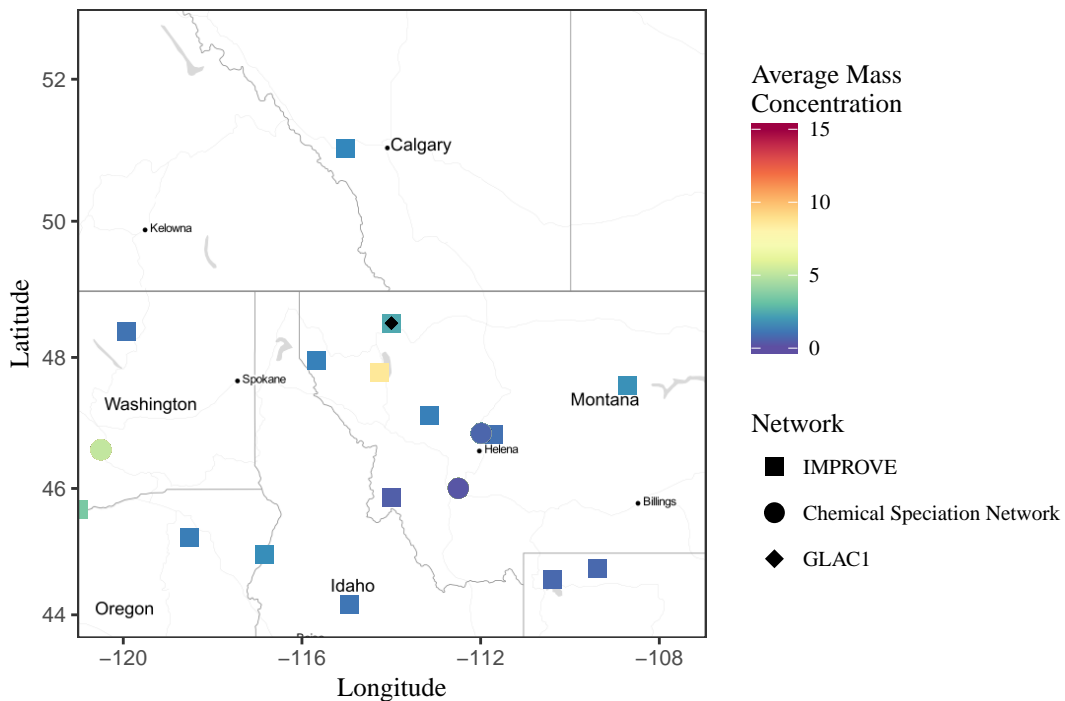 52
50
48
46
44
−120
−116
−112
−108
Latitude
Longitude
Calgary
Kelowna
Spokane
Washington
Montana
Helena
Billings
Idaho
Oregon
Average Mass
Concentration
15
10
5
0
Network
IMPROVE
Chemical Speciation Network
GLAC1